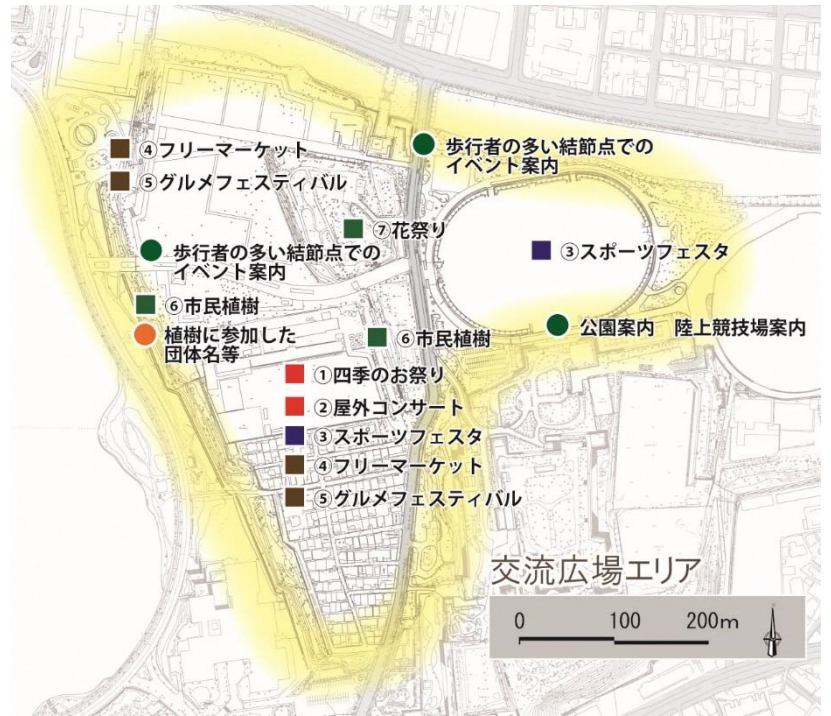 ④フリーマーケット
⑤グルメフェスティバル
歩行者の多い結節点での
イベント案内
⑦花祭り
③スポーツフェスタ
歩行者の多い結節点での
イベント案内
⑥市民植樹
植樹に参加した
団体名等
⑥市民植樹
公園案内 陸上競技場案内
①四季のお祭り
②屋外コンサート
③スポーツフェスタ
④フリーマーケット
⑤グルメフェスティバル
交流広場エリア
0 100 200m